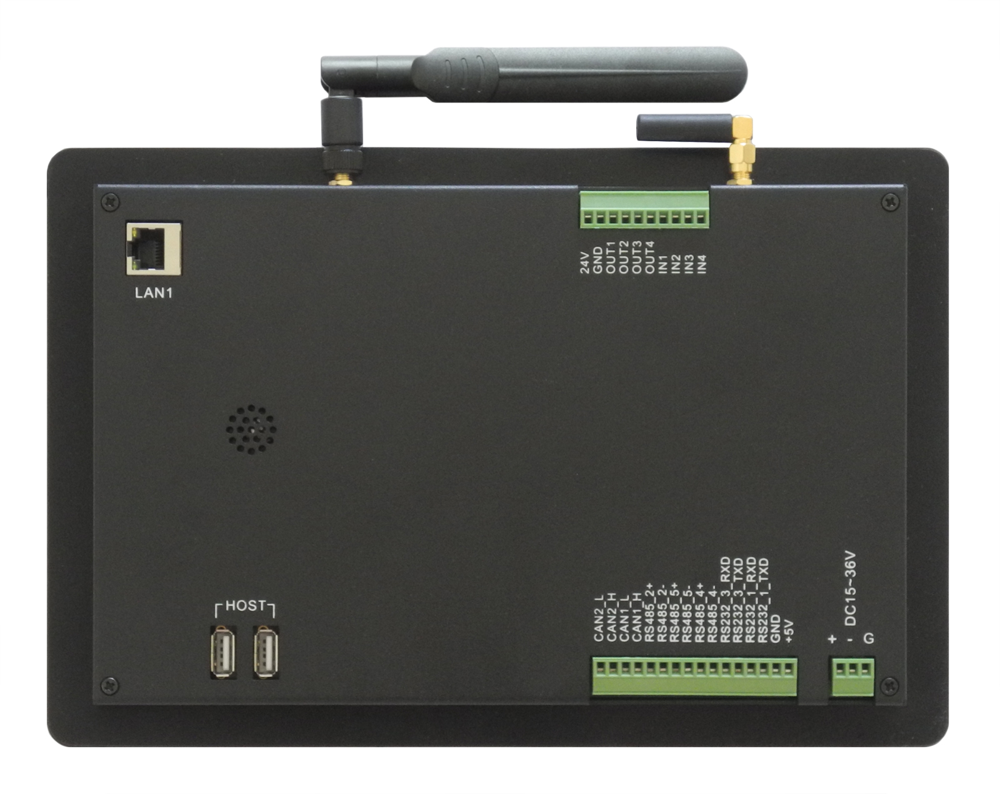 LAN1
24V
GND
OUT1
OUT2
OUT3
OUT4
IN1
IN2
IN3
IN4
HOST
CAN2_L
CAN2_H
CAN1_L
CAN1_H
RS485_2+
RS485_2-
RS485_5+
RS485_5-
RS485_4+
RS485_4-
RS232_3_RXD
RS232_3_TXD
RS232_1_RXD
RS232_1_TXD
GND
+5V
DC15~36V
+ - G